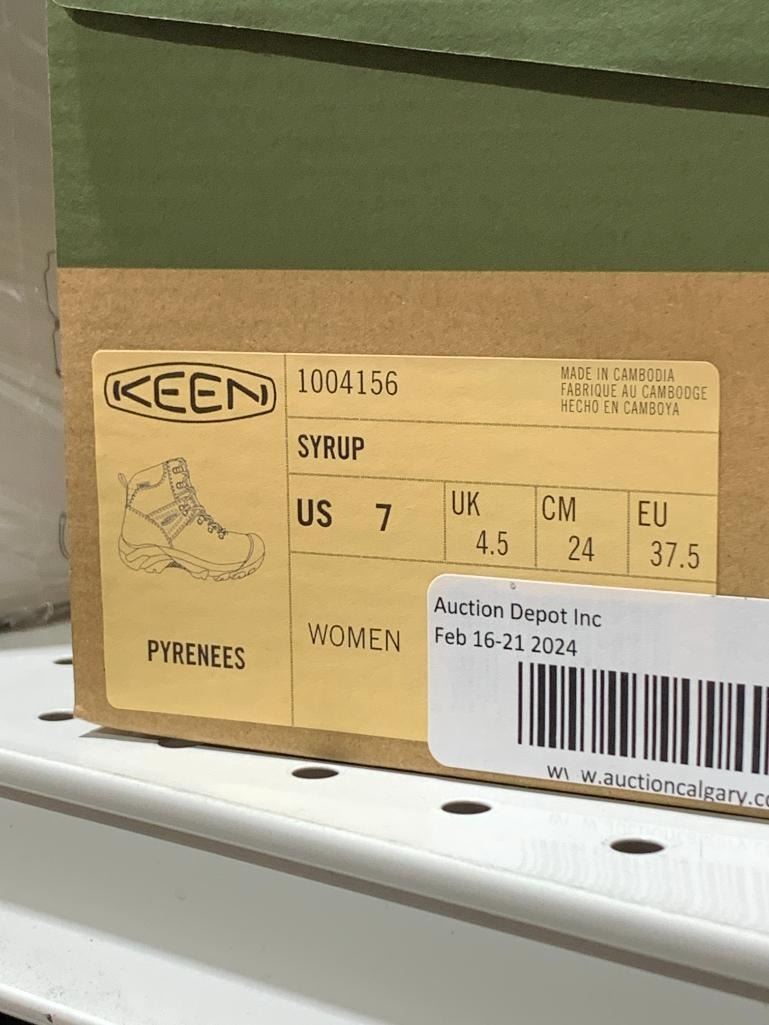 KEEN
1004156
MADE IN CAMBODIA
FABRIQUE AU CAMBODGE
HECHO EN CAMBOYA
SYRUP
US 7
UK 4.5
CM 24
EU 37.5
PYRENEES
WOMEN
Auction Depot Inc
Feb 16-21 2024
w.auctioncalgary.c